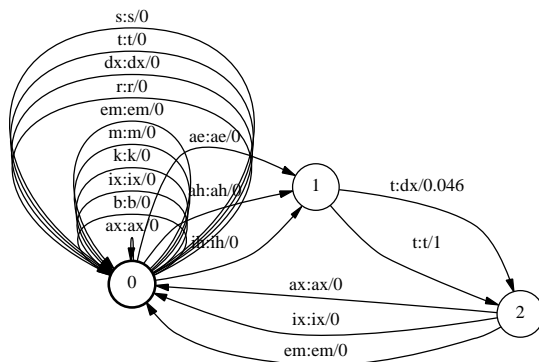 s:s/0
t:t/0
dx:dx/0
r:r/0
em:em/0
m:m/0
k:k/0
ix:ix/0
b:b/0
ax:ax/0
0
ae:ae/0
ah:ah/0
ih:ih/0
1
t:dx/0.046
t:t/1
ax:ax/0
ix:ix/0
em:em/0
2